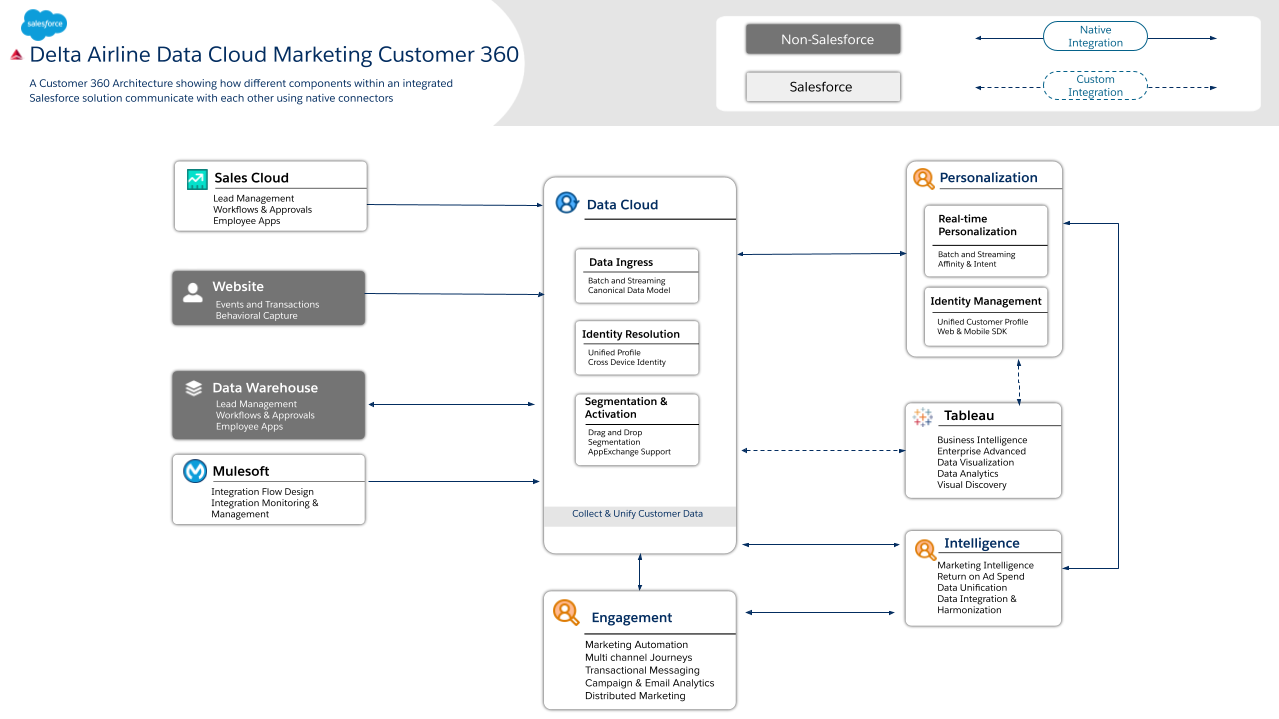 salesforce
Delta Airline Data Cloud Marketing Customer 360
A Customer 360 Architecture showing how different components within an integrated
Salesforce solution communicate with each other using native connectors
Non-Salesforce
Salesforce
Native
Integration
Custom
Integration
Sales Cloud
Lead Management
Workflows & Approvals
Employee Apps
Website
Events and Transactions
Behavioral Capture
Data Warehouse
Lead Management
Workflows & Approvals
Employee Apps
Mulesoft
Integration Flow Design
Integration Monitoring &
Management
Data Cloud
Data Ingress
Batch and Streaming
Canonical Data Model
Identity Resolution
Unified Profile
Cross Device Identity
Segmentation &
Activation
Drag and Drop
Segmentation
AppExchange Support
Collect & Unify Customer Data
Engagement
Marketing Automation
Multi channel Journeys
Transactional Messaging
Campaign & Email Analytics
Distributed Marketing
Personalization
Real-time
Personalization
Batch and Streaming
Affinity & Intent
Identity Management
Unified Customer Profile
Web & Mobile SDK
Tableau
Business Intelligence
Enterprise Advanced
Data Visualization
Data Analytics
Visual Discovery
Intelligence
Marketing Intelligence
Return on Ad Spend
Data Unification
Data Integration &
Harmonization